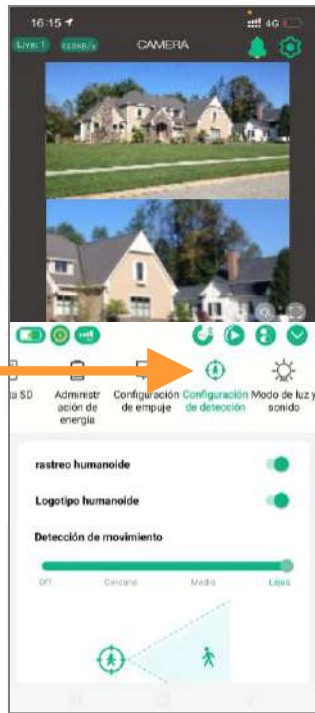 16:15
4G
Live:1
123KB/s
CAMERA
ta SD
Administr
ación de
energía
Configuración
de empuje
Configuración
de detección
Modo de luz y
sonido
rastreo humanoide
Logotipo humanoide
Detección de movimiento
Off
Cercano
Medio
Lejos